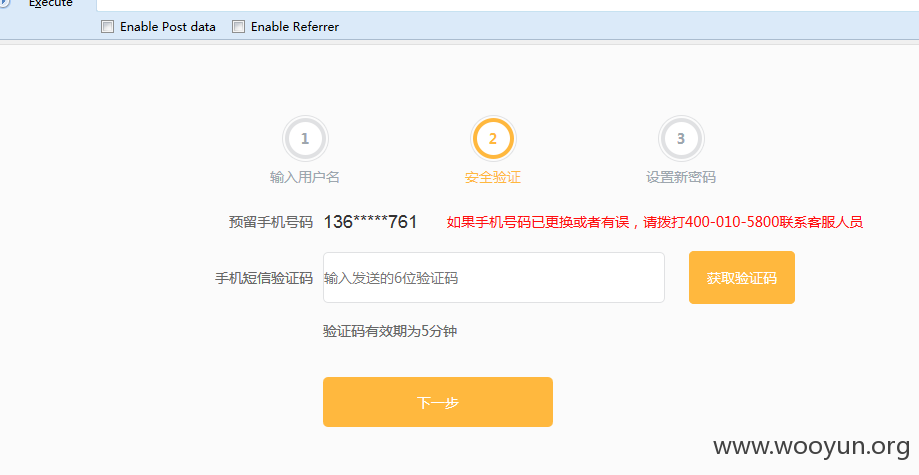 Execute
Enable Post data Enable Referrer
1 2 3
输入用户名 安全验证 设置新密码
预留手机号码 136*****761 如果手机号码已更换或者有误，请拨打400-010-5800联系客服人员
手机短信验证码 输入发送的6位验证码 获取验证码
验证码有效期为5分钟
下一步
www.wooyun.org